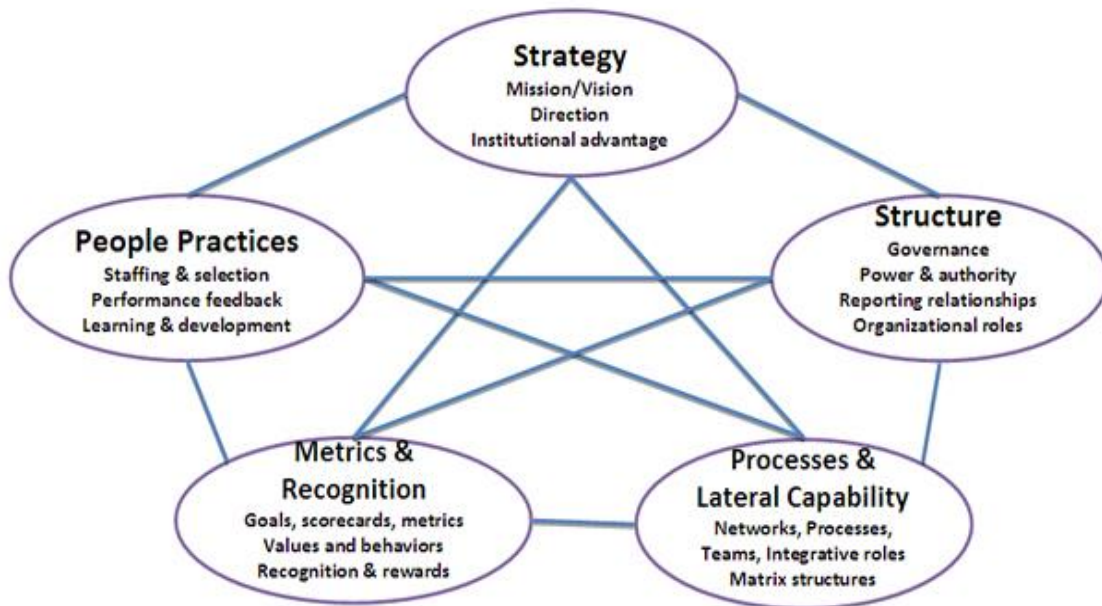 Strategy
Mission/Vision
Direction
Institutional advantage
People Practices
Staffing & selection
Performance feedback
Learning & development
Structure
Governance
Power & authority
Reporting relationships
Organizational roles
Metrics &
Recognition
Goals, scorecards, metrics
Values and behaviors
Recognition & rewards
Processes &
Lateral Capability
Networks, Processes,
Teams, Integrative roles
Matrix structures